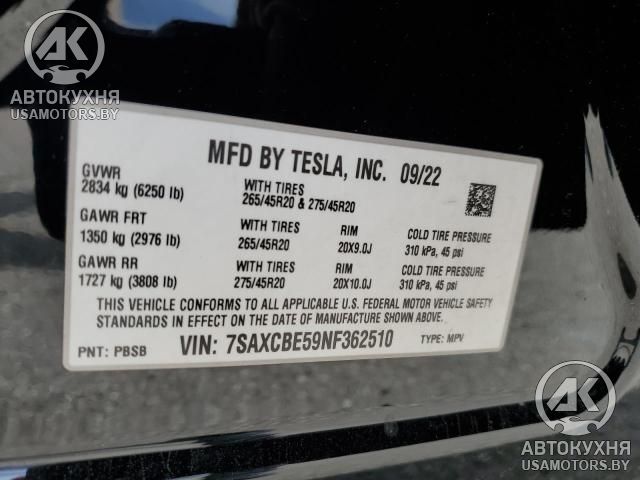 AK
АВТОКУХНЯ
USAMOTORS.BY
MFD BY TESLA, INC. 09/22
GVWR
2834 kg (6250 lb)
WITH TIRES
265/45R20 & 275/45R20
GAWR FRT
1350 kg (2976 lb)
WITH TIRES
265/45R20
RIM
20X9.0J
COLD TIRE PRESSURE
310 kPa, 45 psi
GAWR RR
1727 kg (3808 lb)
WITH TIRES
275/45R20
RIM
20X10.0J
COLD TIRE PRESSURE
310 kPa, 45 psi
THIS VEHICLE CONFORMS TO ALL APPLICABLE U.S. FEDERAL MOTOR VEHICLE SAFETY
STANDARDS IN EFFECT ON THE DATE OF MANUFACTURE SHOWN ABOVE.
PNT: PBSB VIN: 7SAXCBE59NF362510 TYPE: MPV
AK
АВТОКУХНЯ
USAMOTORS.BY